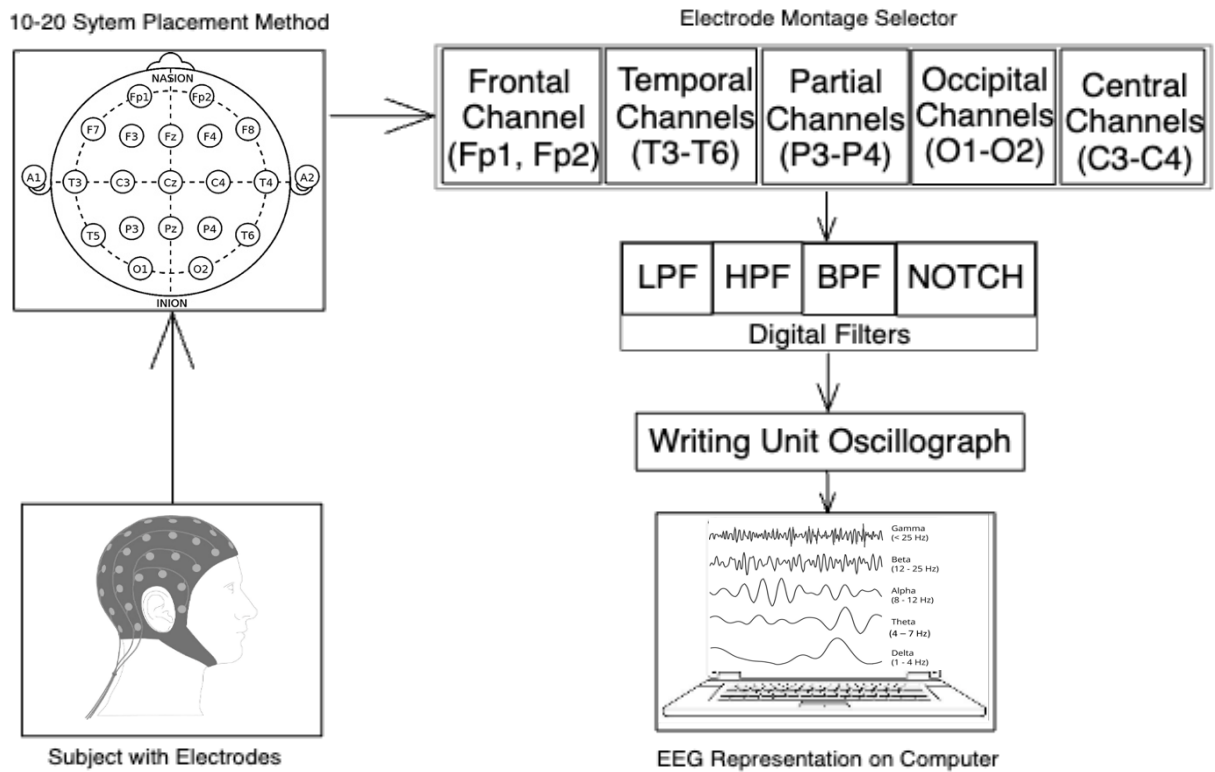 10-20 Sytem Placement Method
NASION
Fp1 Fp2
F7 F3 Fz F4 F8
A1 T3 C3 Cz C4 T4 A2
T5 P3 Pz P4 T6
O1 O2
INION
Subject with Electrodes
Electrode Montage Selector
Frontal
Channel
(Fp1, Fp2)
Temporal
Channels
(T3-T6)
Partial
Channels
(P3-P4)
Occipital
Channels
(O1-O2)
Central
Channels
(C3-C4)
LPF HPF BPF NOTCH
Digital Filters
Writing Unit Oscillograph
Gamma
(< 25 Hz)
Beta
(12 - 25 Hz)
Alpha
(8 - 12 Hz)
Theta
(4 – 7 Hz)
Delta
(1 - 4 Hz)
EEG Representation on Computer